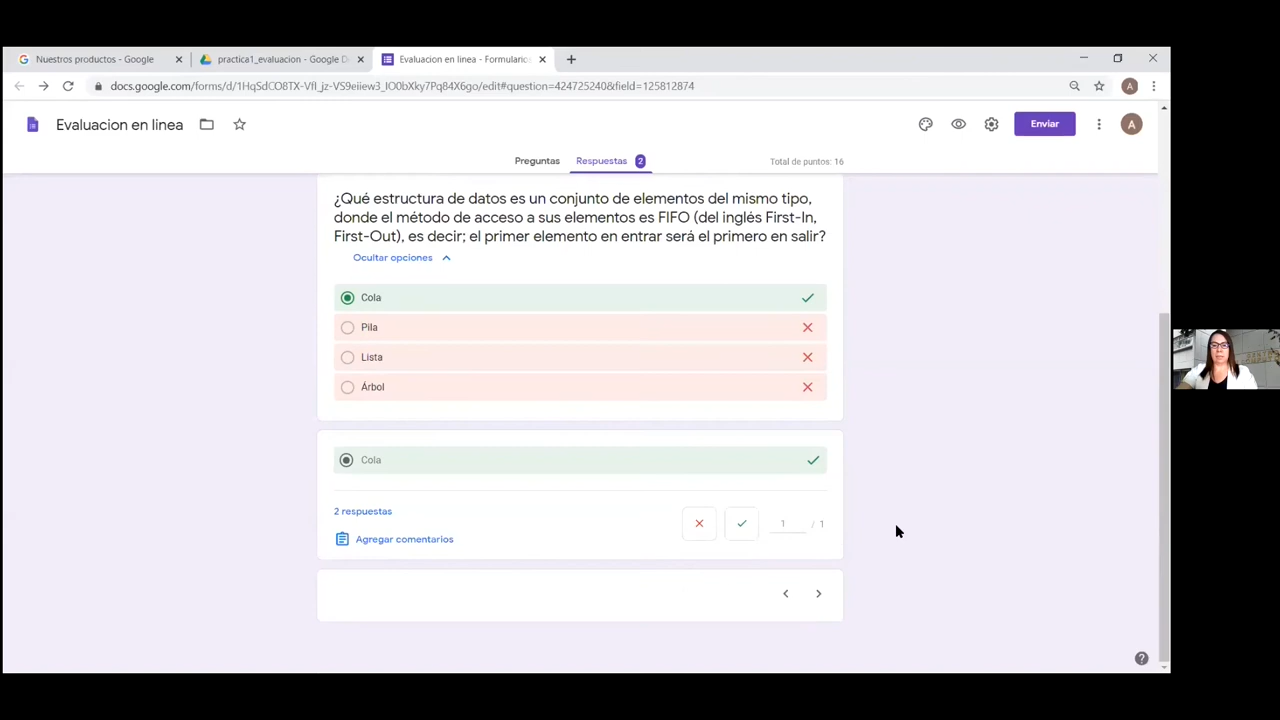 Nuestros productos - Google
practica1_evaluacion - Google D
Evaluacion en linea - Formulario
docs.google.com/forms/d/1HqSdCO8TX-VfI_jz-VS9eiiew3_IO0bXky7Pq84X6go/edit#question=424725240&field=125812874
A
Evaluacion en linea
Enviar
A
Preguntas
Respuestas 2
Total de puntos: 16
¿Qué estructura de datos es un conjunto de elementos del mismo tipo,
donde el método de acceso a sus elementos es FIFO (del inglés First-In,
First-Out), es decir; el primer elemento en entrar será el primero en salir?
Ocultar opciones
Cola
Pila
Lista
Árbol
Cola
2 respuestas
1 / 1
Agregar comentarios